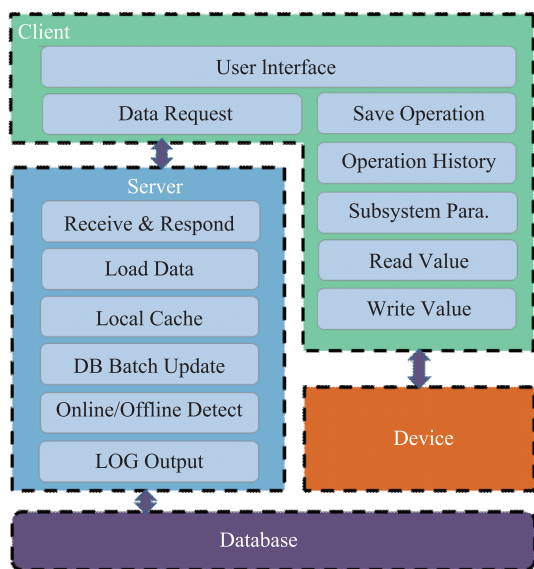 Client
User Interface
Data Request
Save Operation
Operation History
Subsystem Para.
Read Value
Write Value
Server
Receive & Respond
Load Data
Local Cache
DB Batch Update
Online/Offline Detect
LOG Output
Device
Database